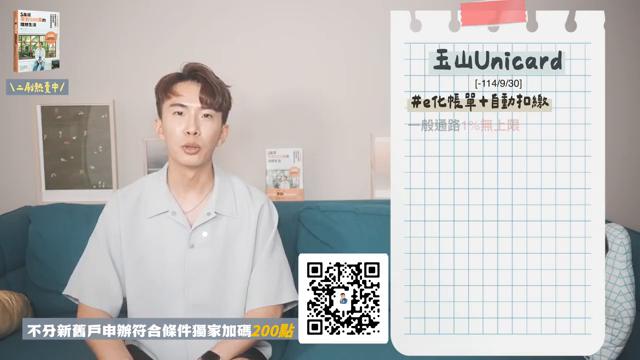 \二刷熱賣中/
玉山Unicard
[-114/9/30]
#e化帳單+自動扣繳
一般通路1%無上限
不分新舊戶申辦符合條件獨家加碼200點